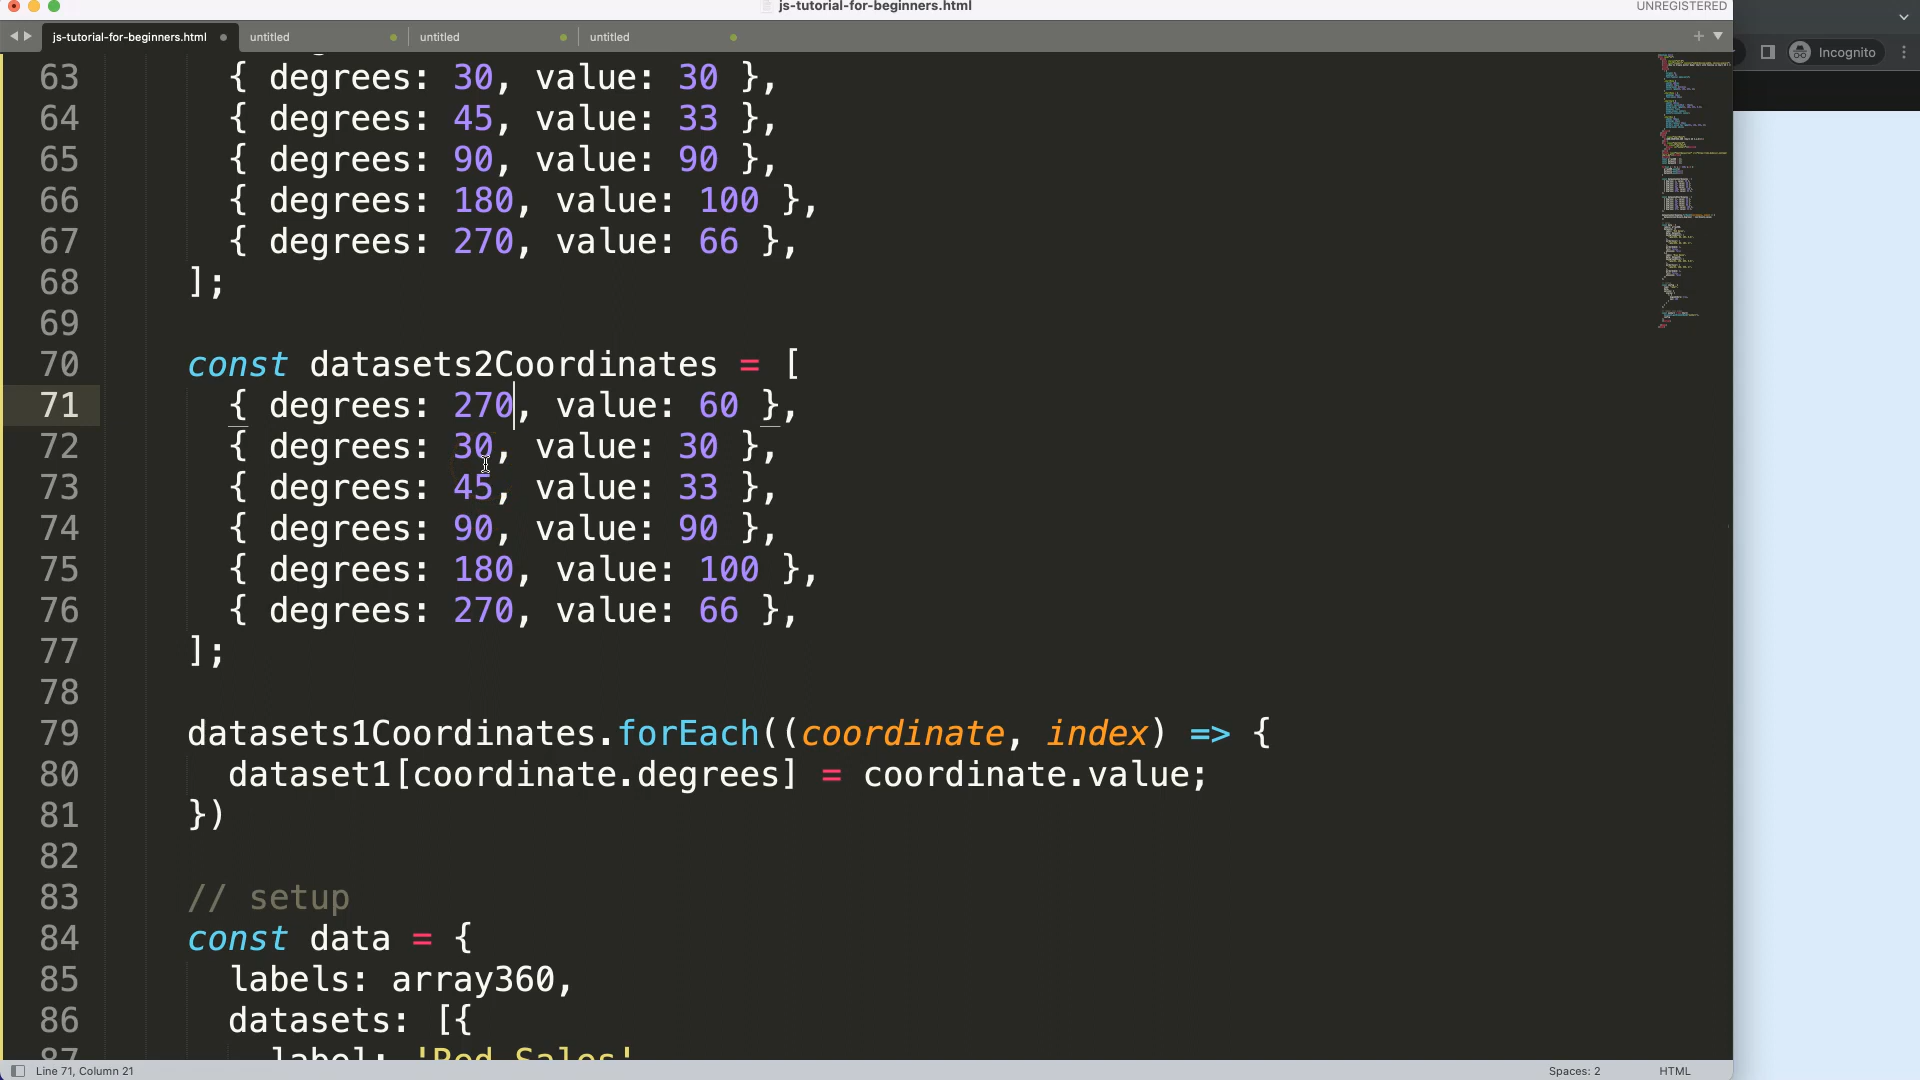 js-tutorial-for-beginners.html
UNREGISTERED
js-tutorial-for-beginners.html
untitled
untitled
untitled
Incognito
63 { degrees: 30, value: 30 },
64 { degrees: 45, value: 33 },
65 { degrees: 90, value: 90 },
66 { degrees: 180, value: 100 },
67 { degrees: 270, value: 66 },
68 ];
69
70 const datasets2Coordinates = [
71 { degrees: 270, value: 60 },
72 { degrees: 30, value: 30 },
73 { degrees: 45, value: 33 },
74 { degrees: 90, value: 90 },
75 { degrees: 180, value: 100 },
76 { degrees: 270, value: 66 },
77 ];
78
79 datasets1Coordinates.forEach((coordinate, index) => {
80 dataset1[coordinate.degrees] = coordinate.value;
81 })
82
83 // setup
84 const data = {
85 labels: array360,
86 datasets: [{
87 label: 'Red Sales'
Line 71, Column 21
Spaces: 2
HTML